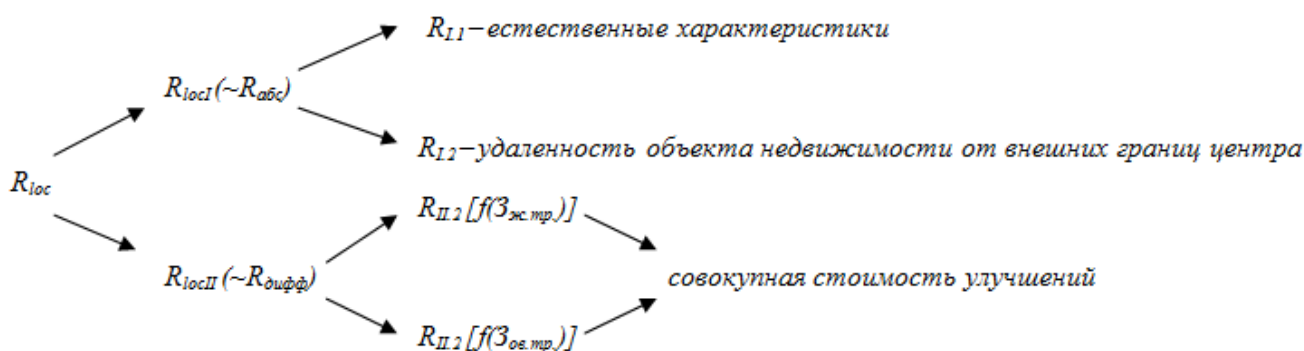 R_{I.1} – естественные характеристики
R_{locI} (~R_{абс})
R_{I.2} – удаленность объекта недвижимости от внешних границ центра
R_{loc}
R_{II.2} [f(З_{ж.тр.})]
R_{locII} (~R_{дифф})
совокупная стоимость улучшений
R_{II.2} [f(З_{ов.тр.})]